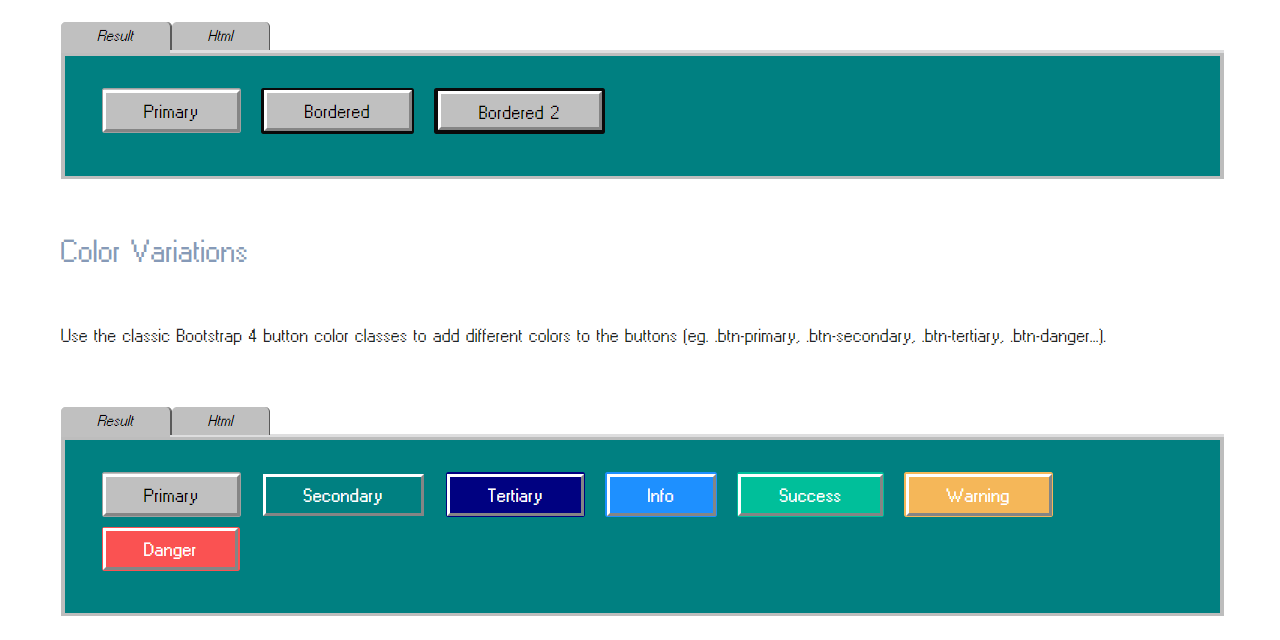 Result Html
Primary Bordered Bordered 2
Color Variations
Use the classic Bootstrap 4 button color classes to add different colors to the buttons (eg. .btn-primary, .btn-secondary, .btn-tertiary, .btn-danger...).
Result Html
Primary Secondary Tertiary Info Success Warning
Danger